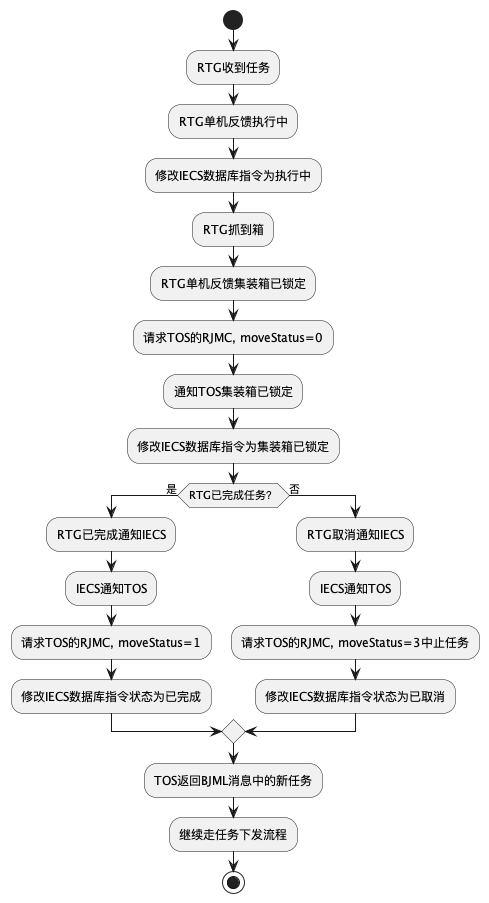 RTG收到任务
RTG单机反馈执行中
修改IECS数据库指令为执行中
RTG抓到箱
RTG单机反馈集装箱已锁定
请求TOS的RJMC, moveStatus=0
通知TOS集装箱已锁定
修改IECS数据库指令为集装箱已锁定
是
RTG已完成任务?
否
RTG已完成通知IECS
IECS通知TOS
请求TOS的RJMC, moveStatus=1
修改IECS数据库指令状态为已完成
RTG取消通知IECS
IECS通知TOS
请求TOS的RJMC, moveStatus=3中止任务
修改IECS数据库指令状态为已取消
TOS返回BJML消息中的新任务
继续走任务下发流程